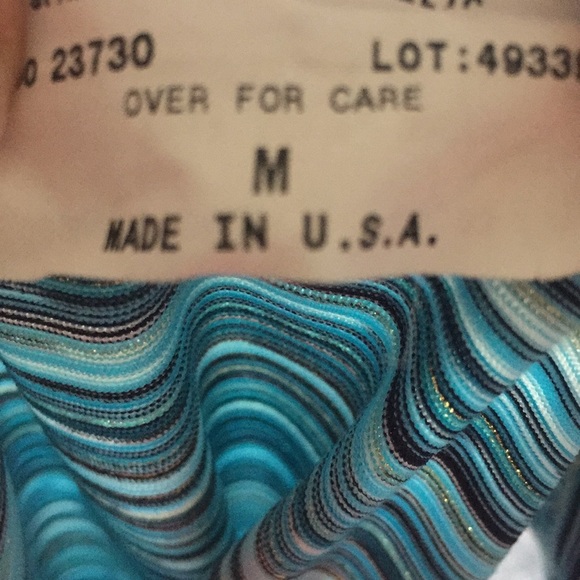 23730 LOT:4933
OVER FOR CARE
M
MADE IN U.S.A.